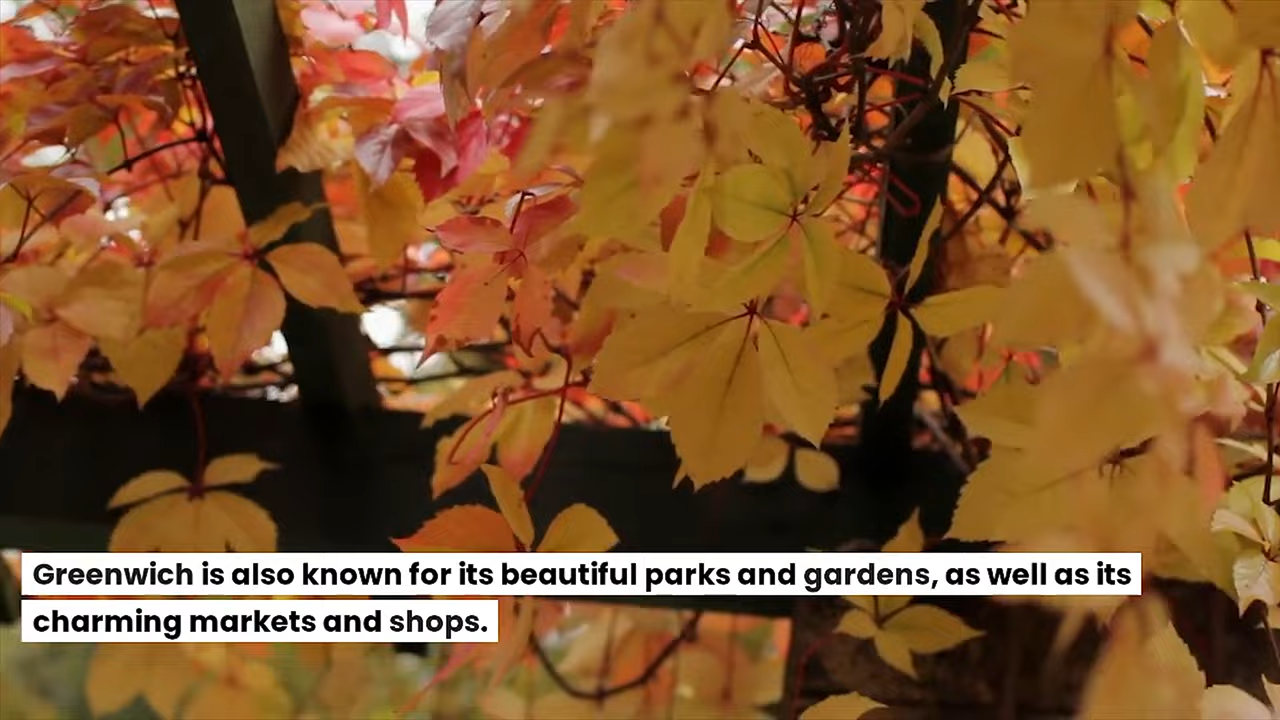 Greenwich is also known for its beautiful parks and gardens, as well as its
charming markets and shops.